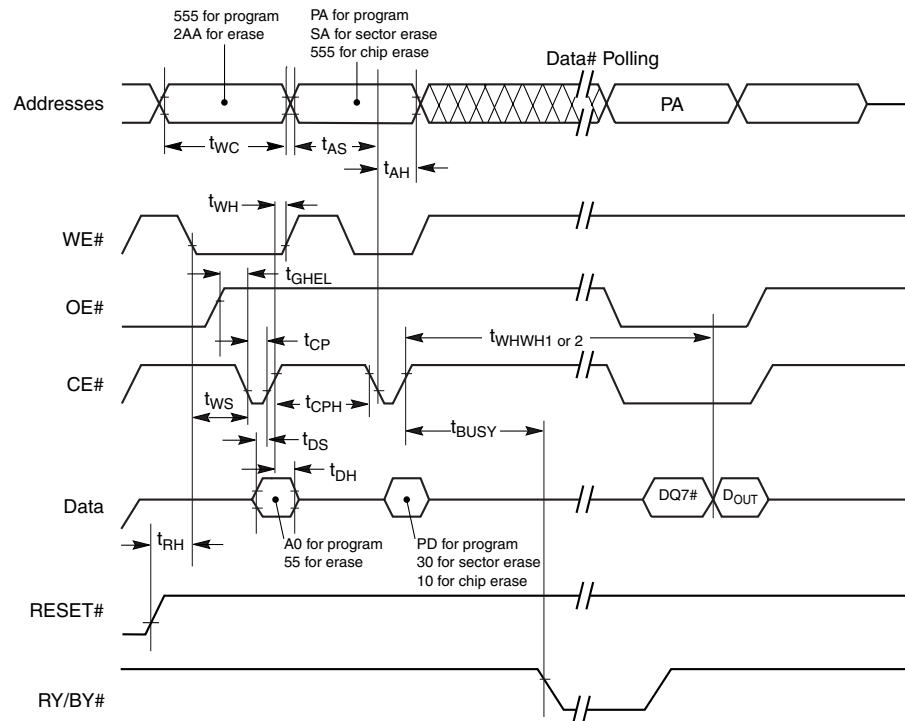 555 for program
2AA for erase
PA for program
SA for sector erase
555 for chip erase
Data# Polling
Addresses
PA
tWC
tAS
tAH
tWH
WE#
tGHEL
OE#
tCP
tWHWH1 or 2
CE#
tWS
tCPH
tDS
tBUSY
tDH
Data
DQ7#
DOUT
tRH
A0 for program
55 for erase
PD for program
30 for sector erase
10 for chip erase
RESET#
RY/BY#